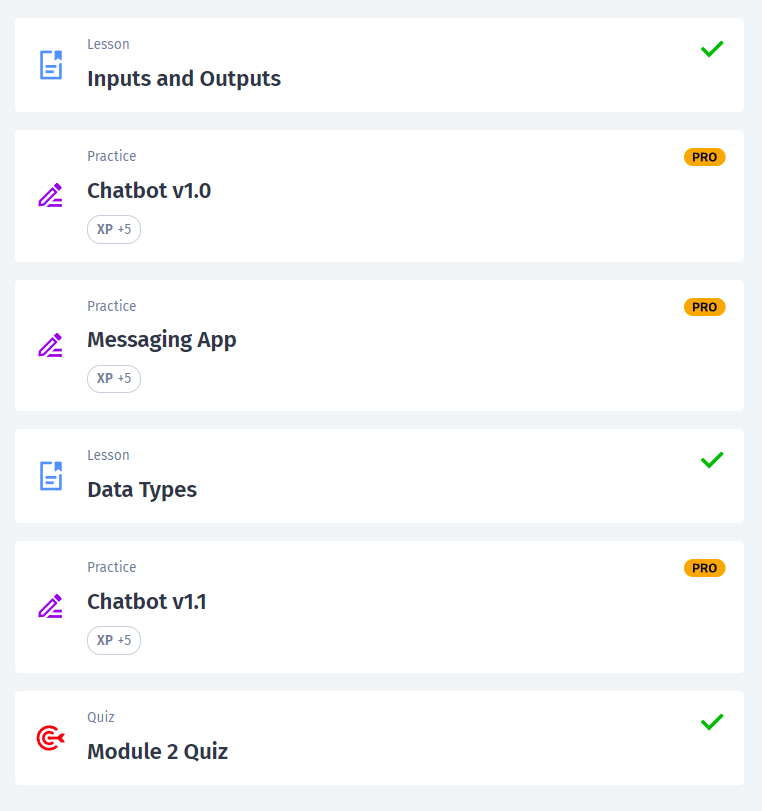 Lesson
Inputs and Outputs
Practice
PRO
Chatbot v1.0
XP +5
Practice
PRO
Messaging App
XP +5
Lesson
Data Types
Practice
PRO
Chatbot v1.1
XP +5
Quiz
Module 2 Quiz